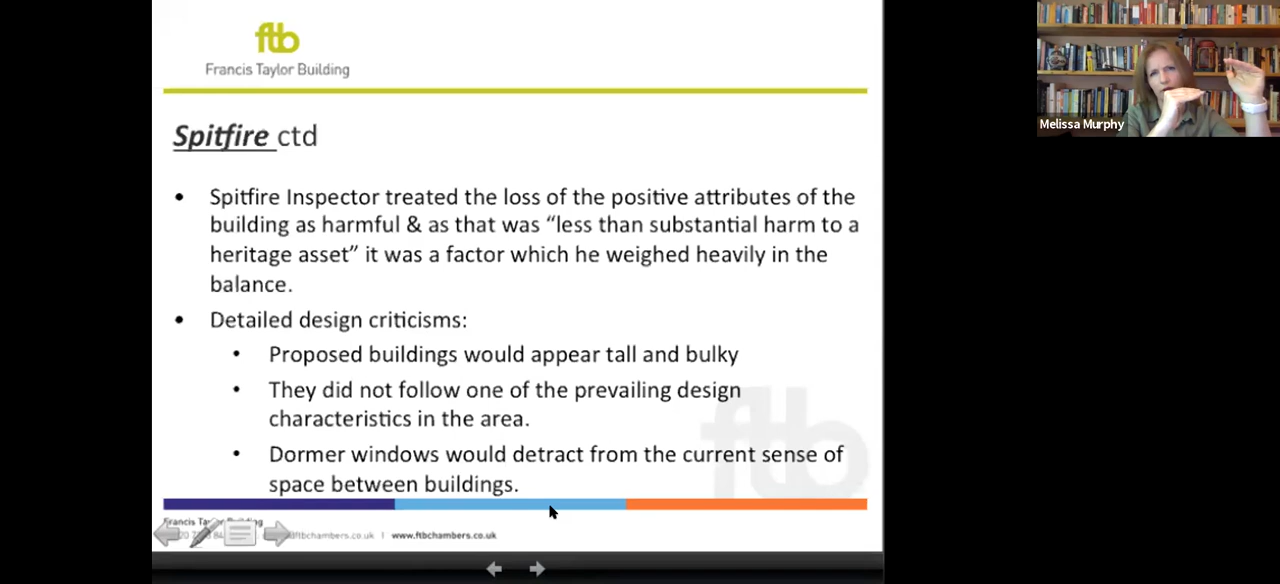 ftb
Francis Taylor Building
Spitfire ctd
• Spitfire Inspector treated the loss of the positive attributes of the
building as harmful & as that was “less than substantial harm to a
heritage asset” it was a factor which he weighed heavily in the
balance.
• Detailed design criticisms:
• Proposed buildings would appear tall and bulky
• They did not follow one of the prevailing design
characteristics in the area.
• Dormer windows would detract from the current sense of
space between buildings.
ftb
@ftbchambers.co.uk | www.ftbchambers.co.uk
Melissa Murphy